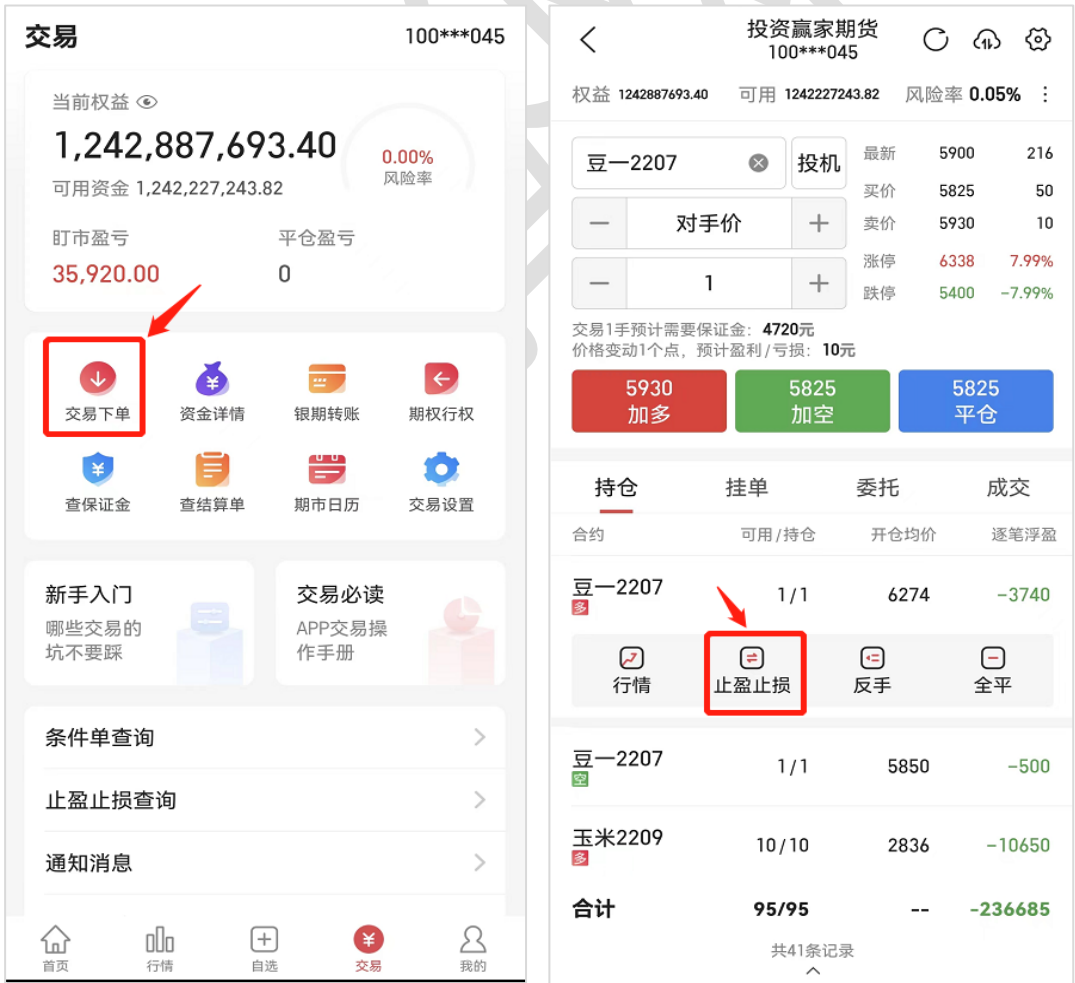 交易
100***045
当前权益
1,242,887,693.40
0.00%
风险率
可用资金 1,242,227,243.82
盯市盈亏
平仓盈亏
35,920.00
0
交易下单
资金详情
银期转账
期权行权
查保证金
查结算单
期市日历
交易设置
新手入门
哪些交易的
坑不要踩
交易必读
APP交易操
作手册
条件单查询
止盈止损查询
通知消息
首页
行情
自选
交易
我的
投资赢家期货
100***045
权益 1242887693.40 可用 1242227243.82 风险率 0.05%
豆一2207
投机
最新 5900 216
买价 5825 50
对手价
卖价 5930 10
涨停 6338 7.99%
1
跌停 5400 -7.99%
交易1手预计需要保证金：4720元
价格变动1个点，预计盈利/亏损：10元
5930
加多
5825
加空
5825
平仓
持仓 挂单 委托 成交
合约 可用/持仓 开仓均价 逐笔浮盈
豆一2207 1/1 6274 -3740
多
行情
止盈止损
反手
全平
豆一2207 1/1 5850 -500
空
玉米2209 10/10 2836 -10650
多
合计 95/95 -- -236685
共41条记录